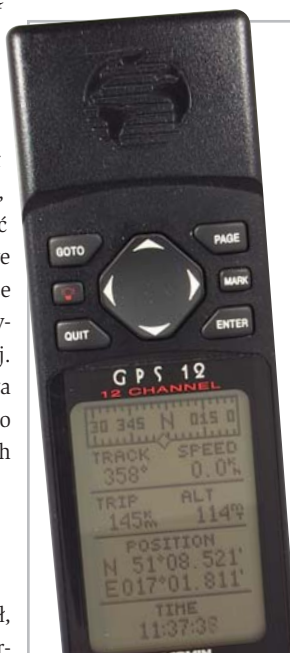 GOTO
PAGE
MARK
QUIT
ENTER
GPS 12
12 CHANNEL
30 345 N 015 0
TRACK SPEED
358° 0.0
TRIP ALT
145 114
POSITION
N 51°08.521'
E017°01.811'
TIME
11:37:38